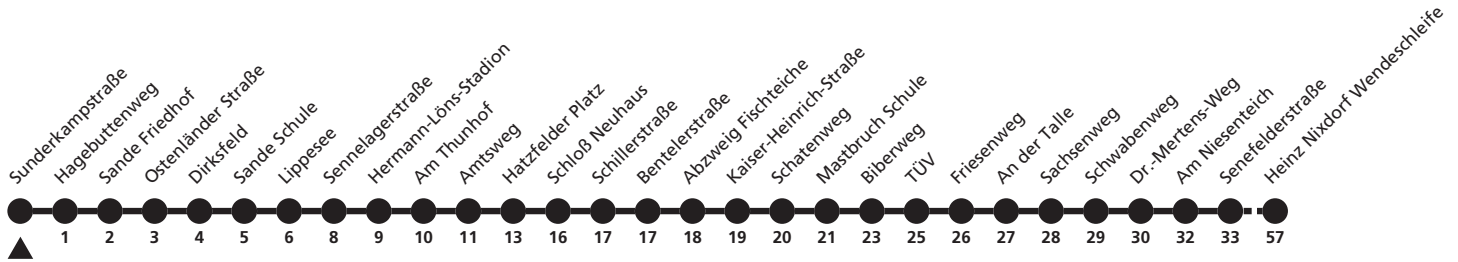 Sunderkampstraße
Hagebuttenweg
Sande Friedhof
Ostenländer Straße
Dirksfeld
Sande Schule
Lippesee
Sennelagerstraße
Hermann-Löns-Stadion
Am Thunhof
Amtsweg
Hatzfelder Platz
Schloß Neuhaus
Schillerstraße
Bentelerstraße
Abzweig Fischteiche
Kaiser-Heinrich-Straße
Schatenweg
Mastbruch Schule
Biberweg
TÜV
Friesenweg
An der Talle
Sachsenweg
Schwabenweg
Dr.-Mertens-Weg
Am Niesenteich
Senefelderstraße
Heinz Nixdorf Wendeschleife
1 2 3 4 5 6 8 9 10 11 13 16 17 17 18 19 20 21 23 25 26 27 28 29 30 32 33 57